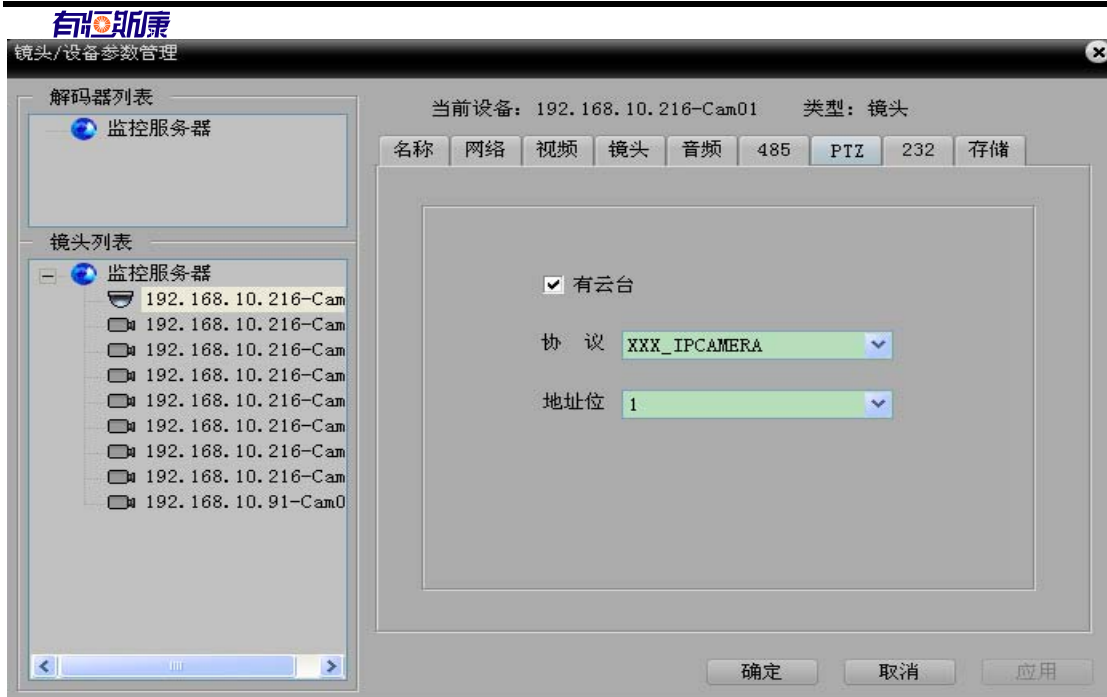 有恒斯康
镜头/设备参数管理
解码器列表
监控服务器
镜头列表
监控服务器
192.168.10.216-Cam
192.168.10.216-Cam
192.168.10.216-Cam
192.168.10.216-Cam
192.168.10.216-Cam
192.168.10.216-Cam
192.168.10.216-Cam
192.168.10.216-Cam
192.168.10.91-Cam0
当前设备: 192.168.10.216-Cam01 类型: 镜头
名称 网络 视频 镜头 音频 485 PTZ 232 存储
有云台
协 议 XXX_IPCAMERA
地址位 1
确定 取消 应用